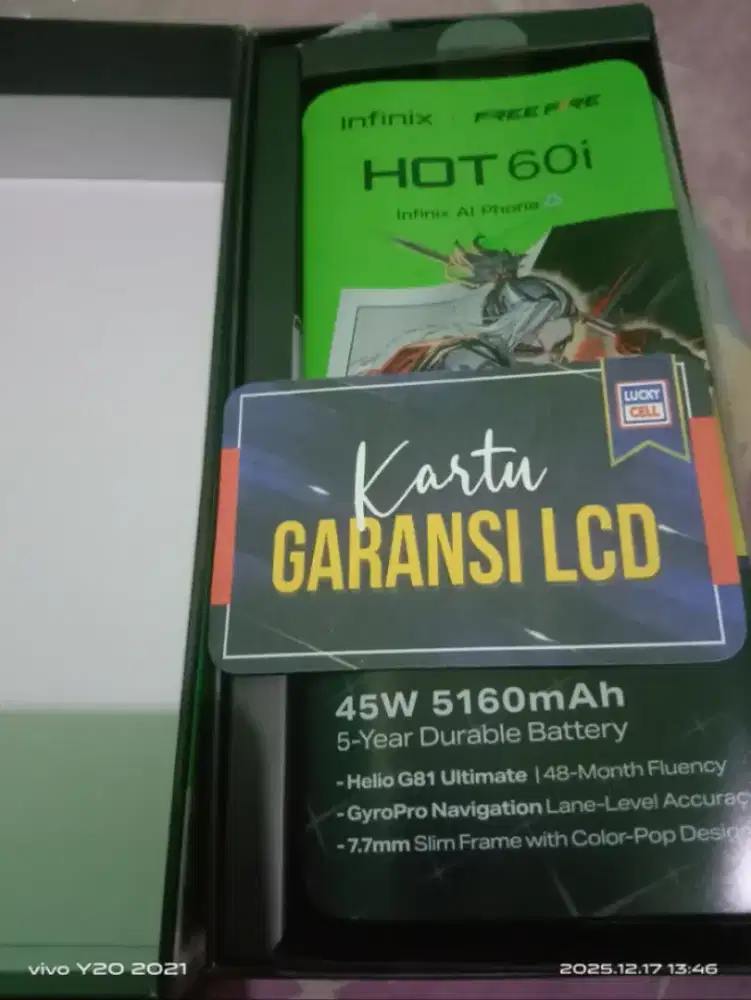 Infinix FREE FIRE
HOT 60i
Infinix AI Phone
LUCKY
CELL
Kartu
GARANSI LCD
45W 5160mAh
5-Year Durable Battery
- Helio G81 Ultimate | 48-Month Fluency
- GyroPro Navigation Lane-Level Accurac
- 7.7mm Slim Frame with Color-Pop Desig
vivo Y20 2021
2025.12.17 13:46